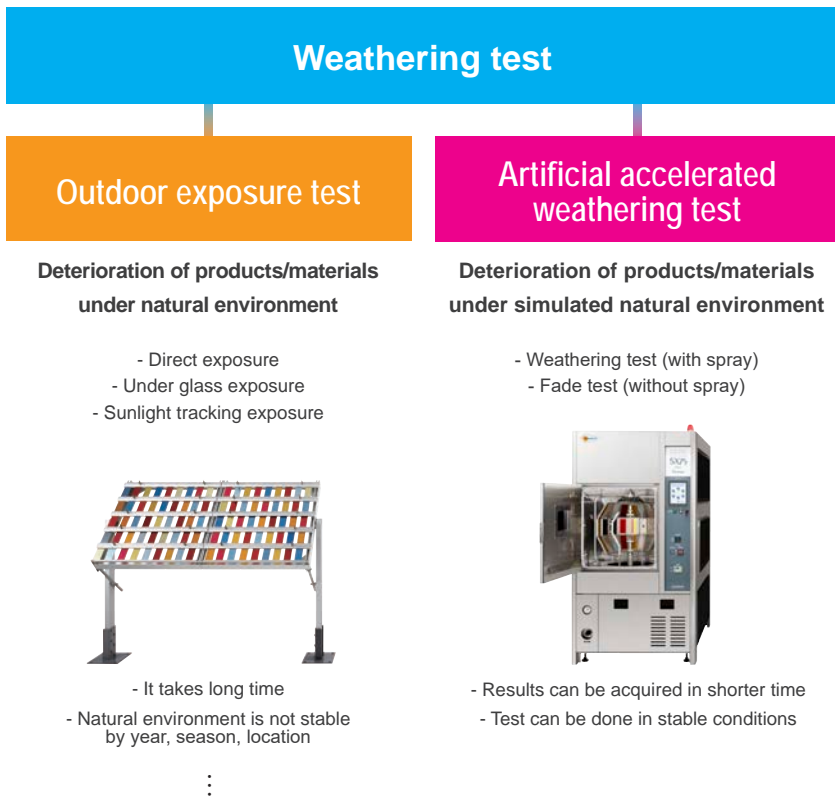 Weathering test
Outdoor exposure test
Artificial accelerated
weathering test
Deterioration of products/materials
under natural environment
Deterioration of products/materials
under simulated natural environment
- Direct exposure
- Under glass exposure
- Sunlight tracking exposure
- Weathering test (with spray)
- Fade test (without spray)
SX75
- It takes long time
- Natural environment is not stable
by year, season, location
⋮
- Results can be acquired in shorter time
- Test can be done in stable conditions